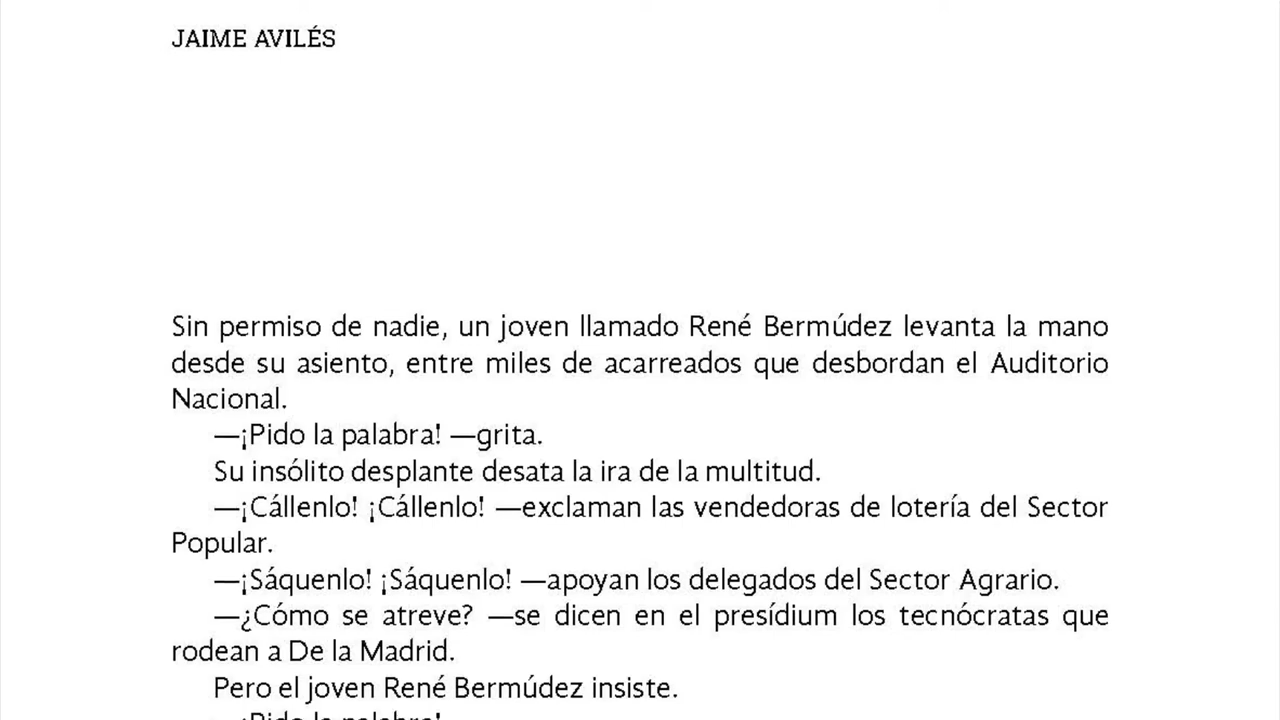 JAIME AVILÉS
Sin permiso de nadie, un joven llamado René Bermúdez levanta la mano
desde su asiento, entre miles de acarreados que desbordan el Auditorio
Nacional.
—¡Pido la palabra! —grita.
Su insólito desplante desata la ira de la multitud.
—¡Cállenlo! ¡Cállenlo! —exclaman las vendedoras de lotería del Sector
Popular.
—¡Sáquenlo! ¡Sáquenlo! —apoyan los delegados del Sector Agrario.
—¿Cómo se atreve? —se dicen en el presídium los tecnócratas que
rodean a De la Madrid.
Pero el joven René Bermúdez insiste.
—¡Pido la palabra!